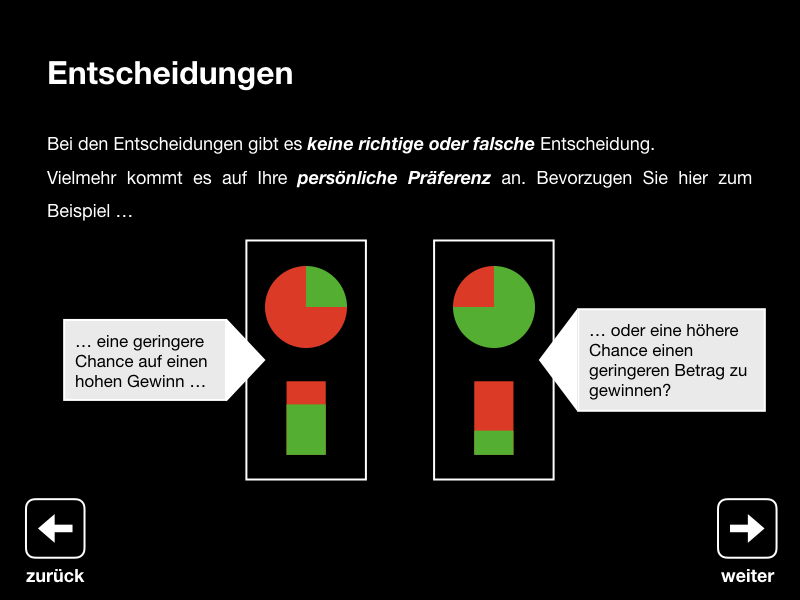 Entscheidungen
Bei den Entscheidungen gibt es keine richtige oder falsche Entscheidung.
Vielmehr kommt es auf Ihre persönliche Präferenz an. Bevorzugen Sie hier zum
Beispiel …
… eine geringere
Chance auf einen
hohen Gewinn …
… oder eine höhere
Chance einen
geringeren Betrag zu
gewinnen?
zurück
weiter